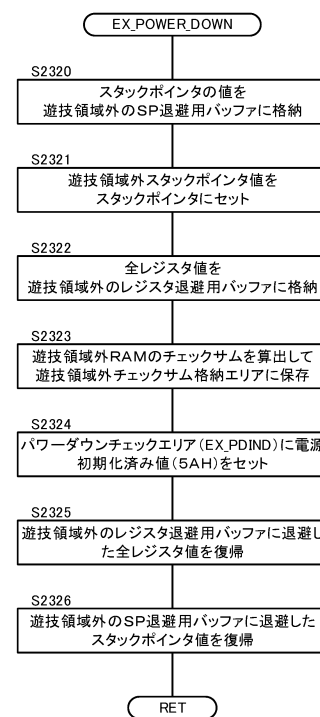 EX_POWER_DOWN
S2320
スタックポインタの値を
遊技領域外のSP退避用バッファに格納
S2321
遊技領域外スタックポインタ値を
スタックポインタにセット
S2322
全レジスタ値を
遊技領域外のレジスタ退避用バッファに格納
S2323
遊技領域外RAMのチェックサムを算出して
遊技領域外チェックサム格納エリアに保存
S2324
パワーダウンチェックエリア(EX_PDIND)に電源
初期化済み値(5AH)をセット
S2325
遊技領域外のレジスタ退避用バッファに退避し
た全レジスタ値を復帰
S2326
遊技領域外のSP退避用バッファに退避した
スタックポインタ値を復帰
RET